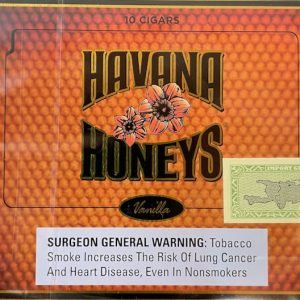 10 CIGARS
HAVANA
HONEYS
Vanilla
SURGEON GENERAL WARNING: Tobacco
Smoke Increases The Risk Of Lung Cancer
And Heart Disease, Even In Nonsmokers